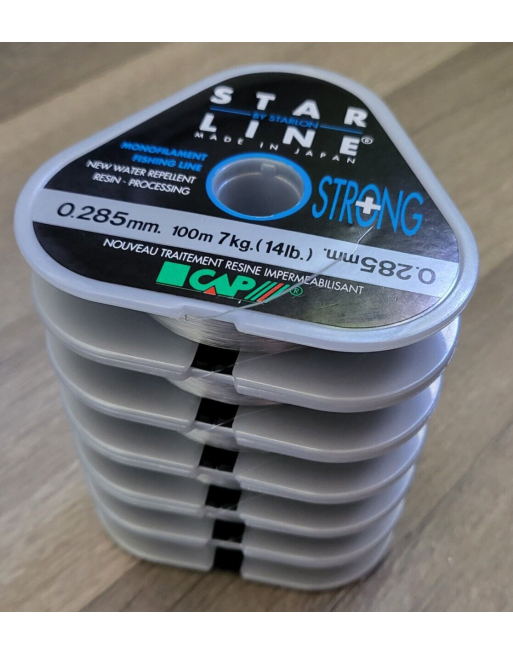 STAR
BY STARLON
LINE®
MADE IN JAPAN
MONOFILAMENT
FISHING LINE
NEW WATER REPELLENT
RESIN - PROCESSING
STRONG
0.285mm. 100m 7kg.(14lb.) 0.285mm.
NOUVEAU TRAITEMENT RESINE IMPERMEABILISANT
CAP®